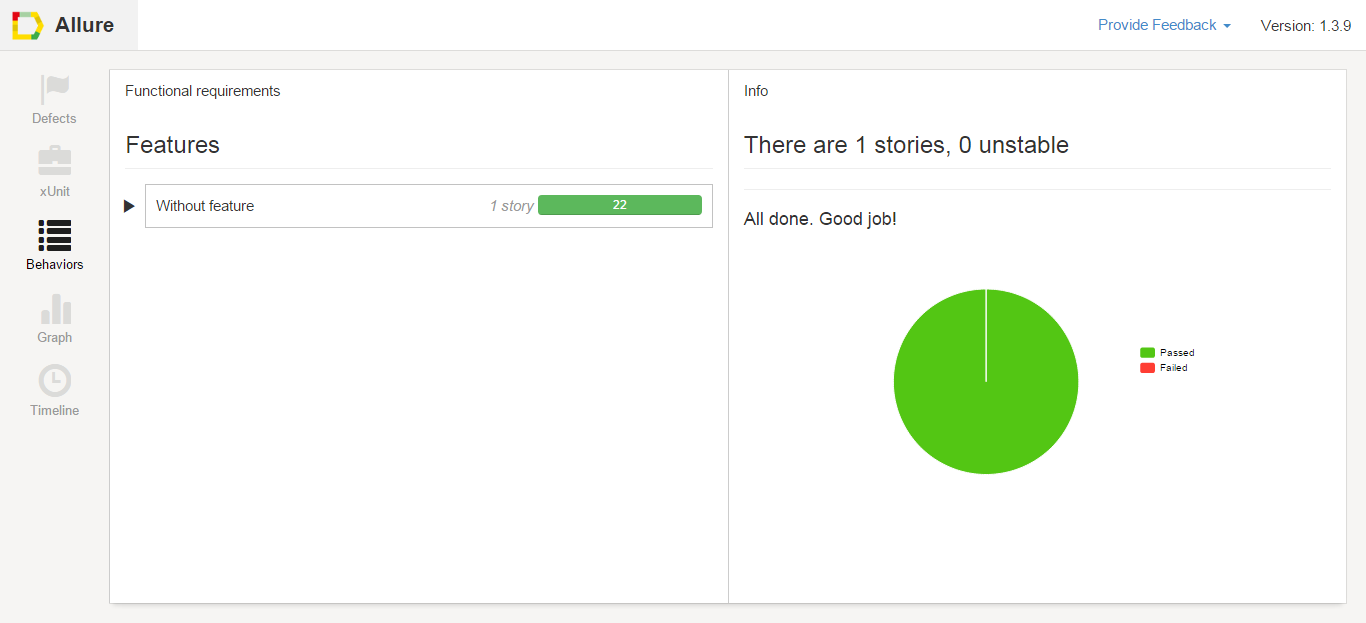 Allure
Provide Feedback
Version: 1.3.9
Defects
xUnit
Behaviors
Graph
Timeline
Functional requirements
Features
Without feature
1 story
22
Info
There are 1 stories, 0 unstable
All done. Good job!
Passed
Failed